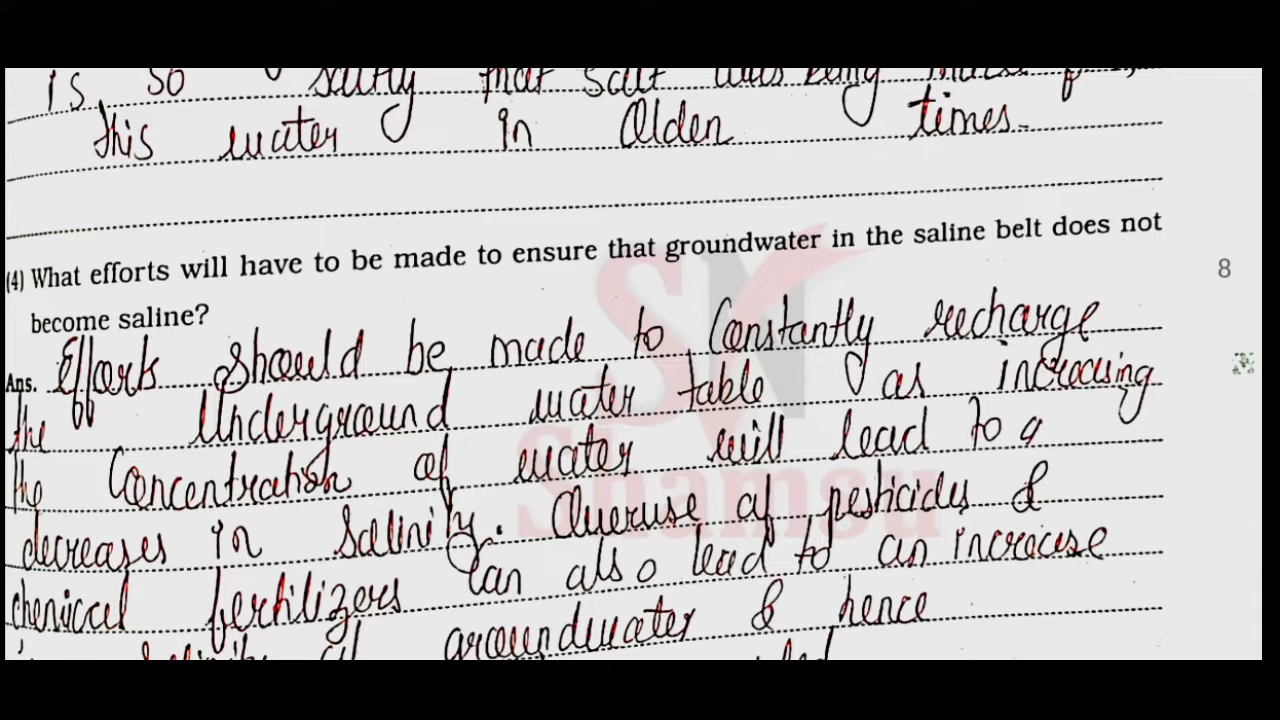 is so salty that salt was being
this water in Olden times.
(4) What efforts will have to be made to ensure that groundwater in the saline belt does not
8
become saline?
Ans. Efforts should be made to Constantly recharge
the Underground water table as increasing
the Concentration of water will lead to a
decreases in Salinity. Overuse of pesticides &
chemical fertilizers can also lead to an increase
groundwater & hence
SN
Shamsu